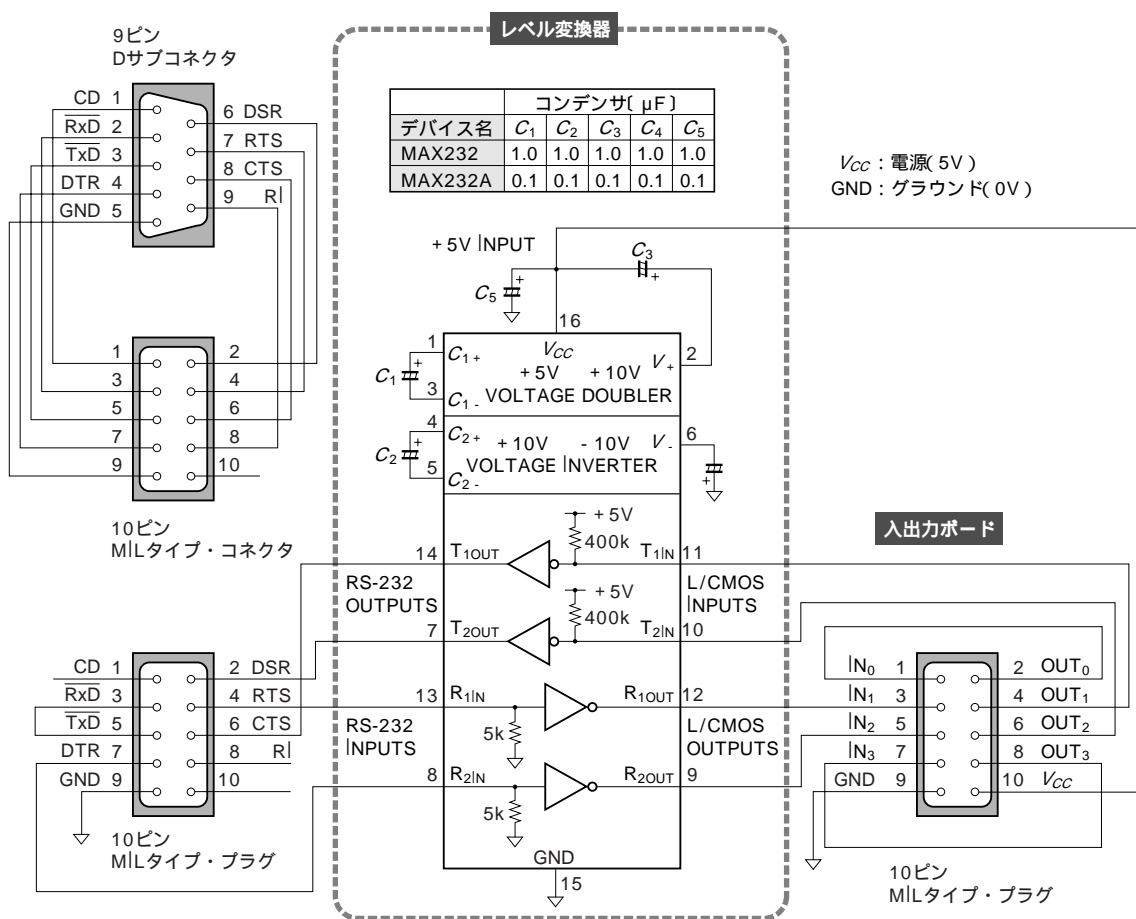 レベル変換器
9ピン
Dサブコネクタ
CD 1
RxD 2
TxD 3
DTR 4
GND 5
6 DSR
7 RTS
8 CTS
9 RI
コンデンサ( μF )
デバイス名 C1 C2 C3 C4 C5
MAX232 1.0 1.0 1.0 1.0 1.0
MAX232A 0.1 0.1 0.1 0.1 0.1
VCC : 電源( 5V )
GND : グラウンド( 0V )
+5V INPUT
C3
+
C5
+
16
1
3
5
7
9
2
4
6
8
10
10ピン
MILタイプ・コネクタ
1 C1+
C1
+
3 C1-
VCC
+5V +10V
VOLTAGE DOUBLER
V+ 2
4 C2+
C2
+
5 C2-
+10V -10V
VOLTAGE INVERTER
V- 6
+
入出力ボード
+5V
400k
14 T1OUT
T1IN 11
RS-232
OUTPUTS
L/CMOS
INPUTS
+5V
400k
7 T2OUT
T2IN 10
CD 1
RxD 3
TxD 5
DTR 7
GND 9
2 DSR
4 RTS
6 CTS
8 RI
10
10ピン
MILタイプ・プラグ
13 R1IN
R1OUT 12
RS-232
INPUTS
5k
L/CMOS
OUTPUTS
8 R2IN
R2OUT 9
5k
GND
15
IN0 1
IN1 3
IN2 5
IN3 7
GND 9
2 OUT0
4 OUT1
6 OUT2
8 OUT3
10 VCC
10ピン
MILタイプ・プラグ